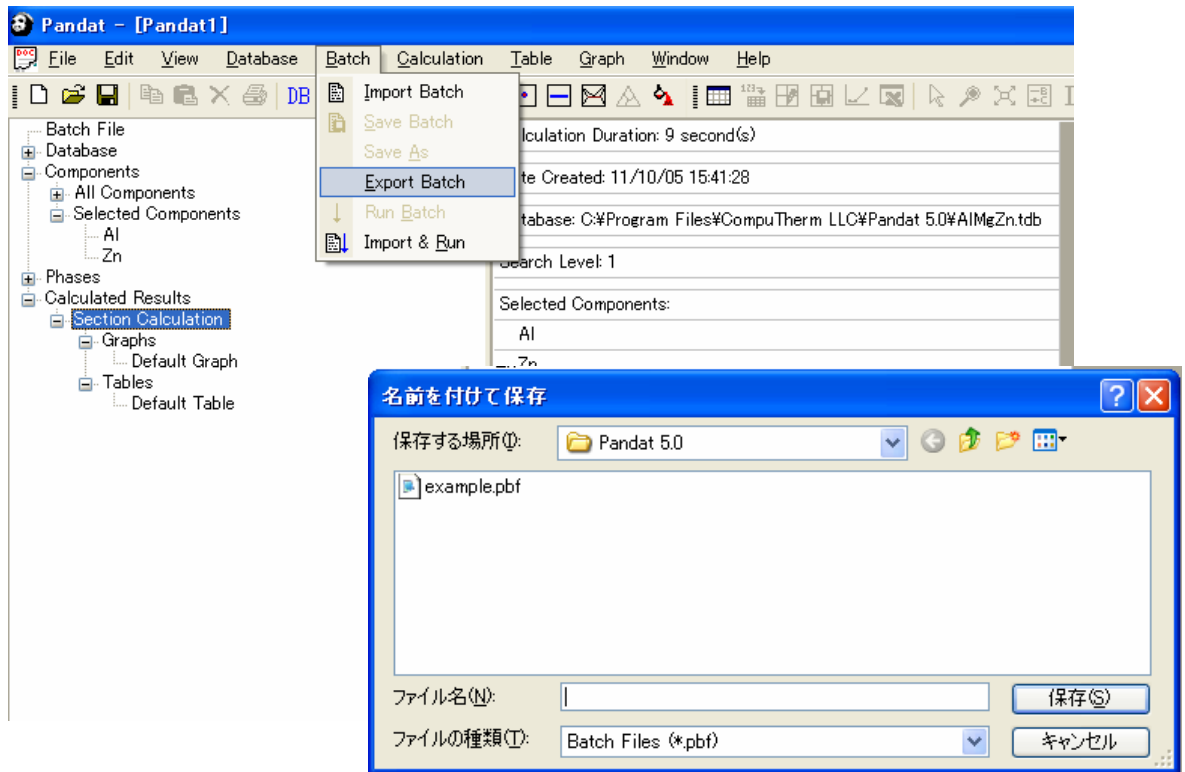 Pandat - [Pandat1]
File Edit View Database Batch Calculation Table Graph Window Help
DB
Import Batch
Save Batch
Save As
Export Batch
Run Batch
Import & Run
Batch File
Database
Components
All Components
Selected Components
Al
Zn
Phases
Calculated Results
Section Calculation
Graphs
Default Graph
Tables
Default Table
lculation Duration: 9 second(s)
te Created: 11/10/05 15:41:28
tabase: C:¥Program Files¥CompuTherm LLC¥Pandat 5.0¥AlMgZn.tdb
Search Level: 1
Selected Components:
Al
Zn
名前を付けて保存
保存する場所(I): Pandat 5.0
example.pbf
ファイル名(N): 保存(S)
ファイルの種類(T): Batch Files (*.pbf) キャンセル